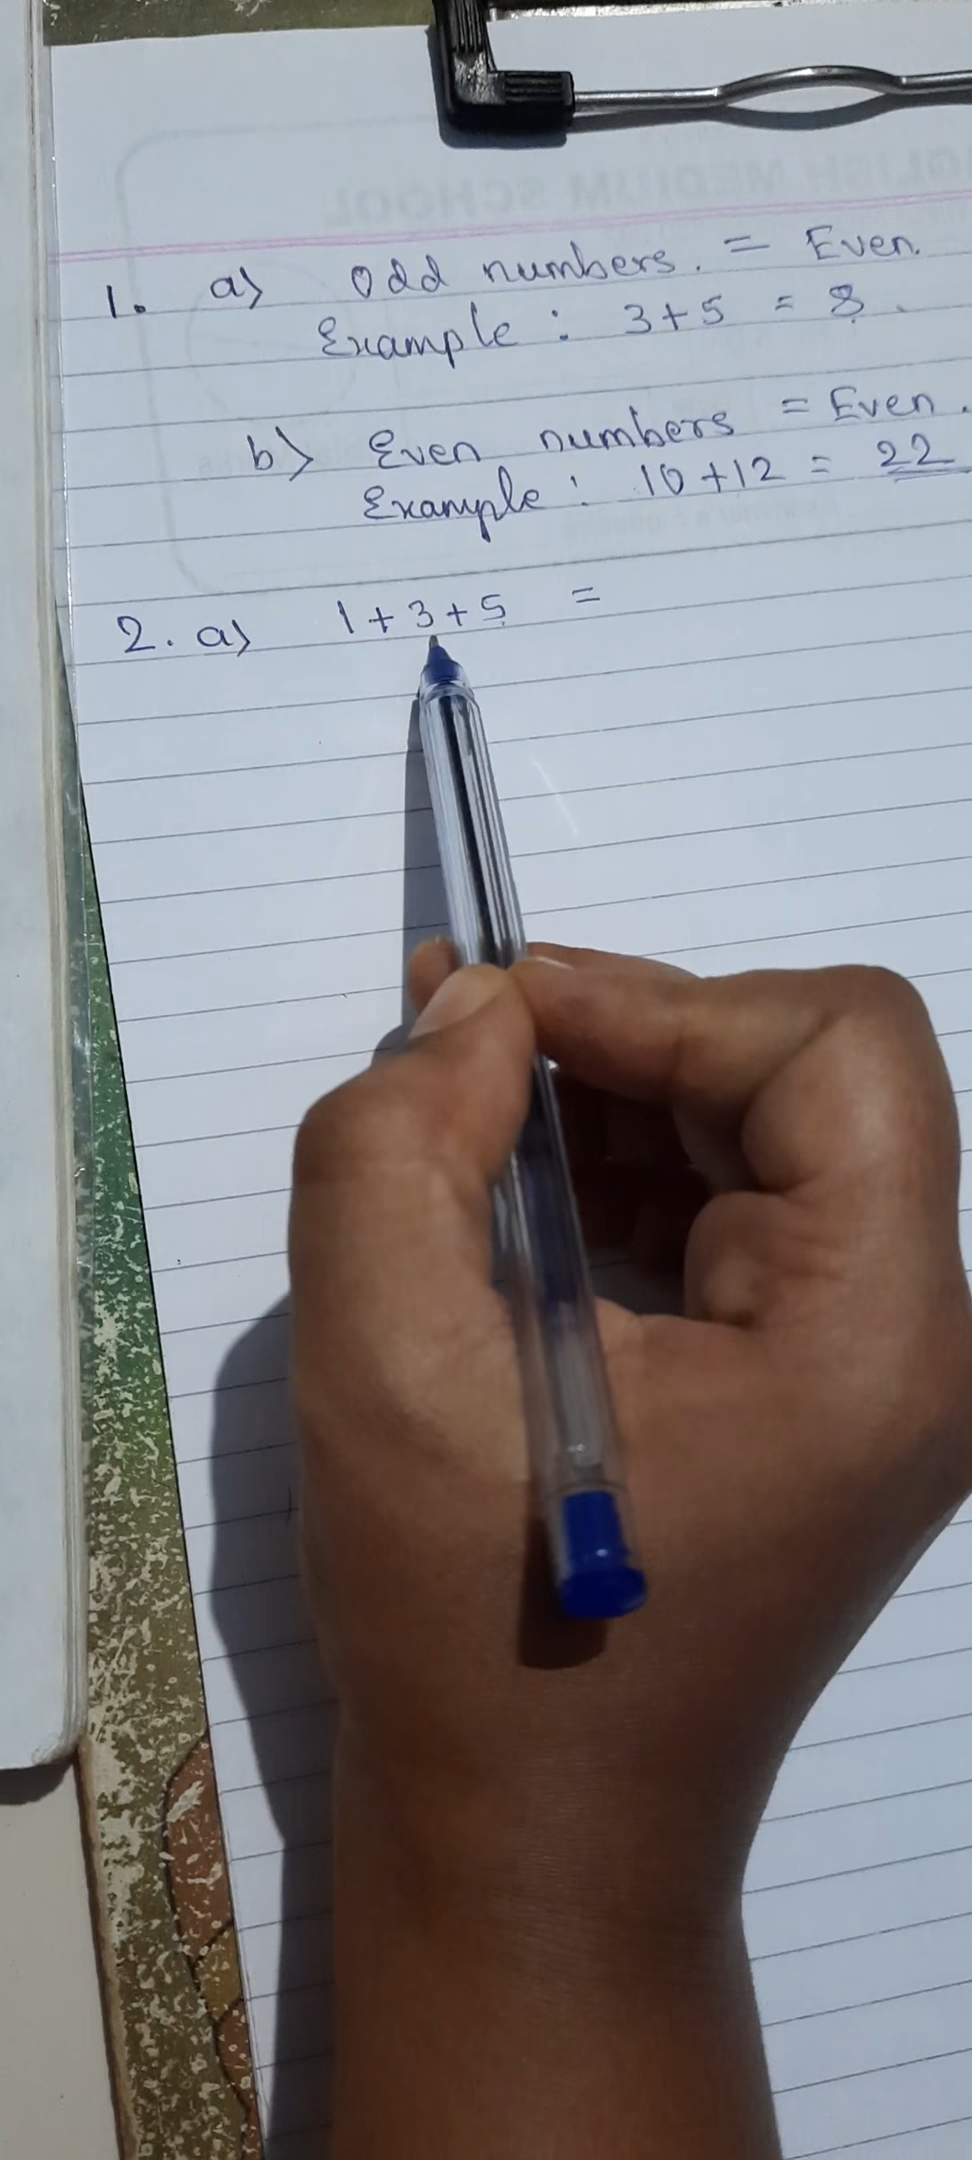 1. a) Odd numbers. = Even.
Example : 3+5 = 8.
b) Even numbers = Even.
Example : 10+12 = 22
2. a) 1+3+5 =